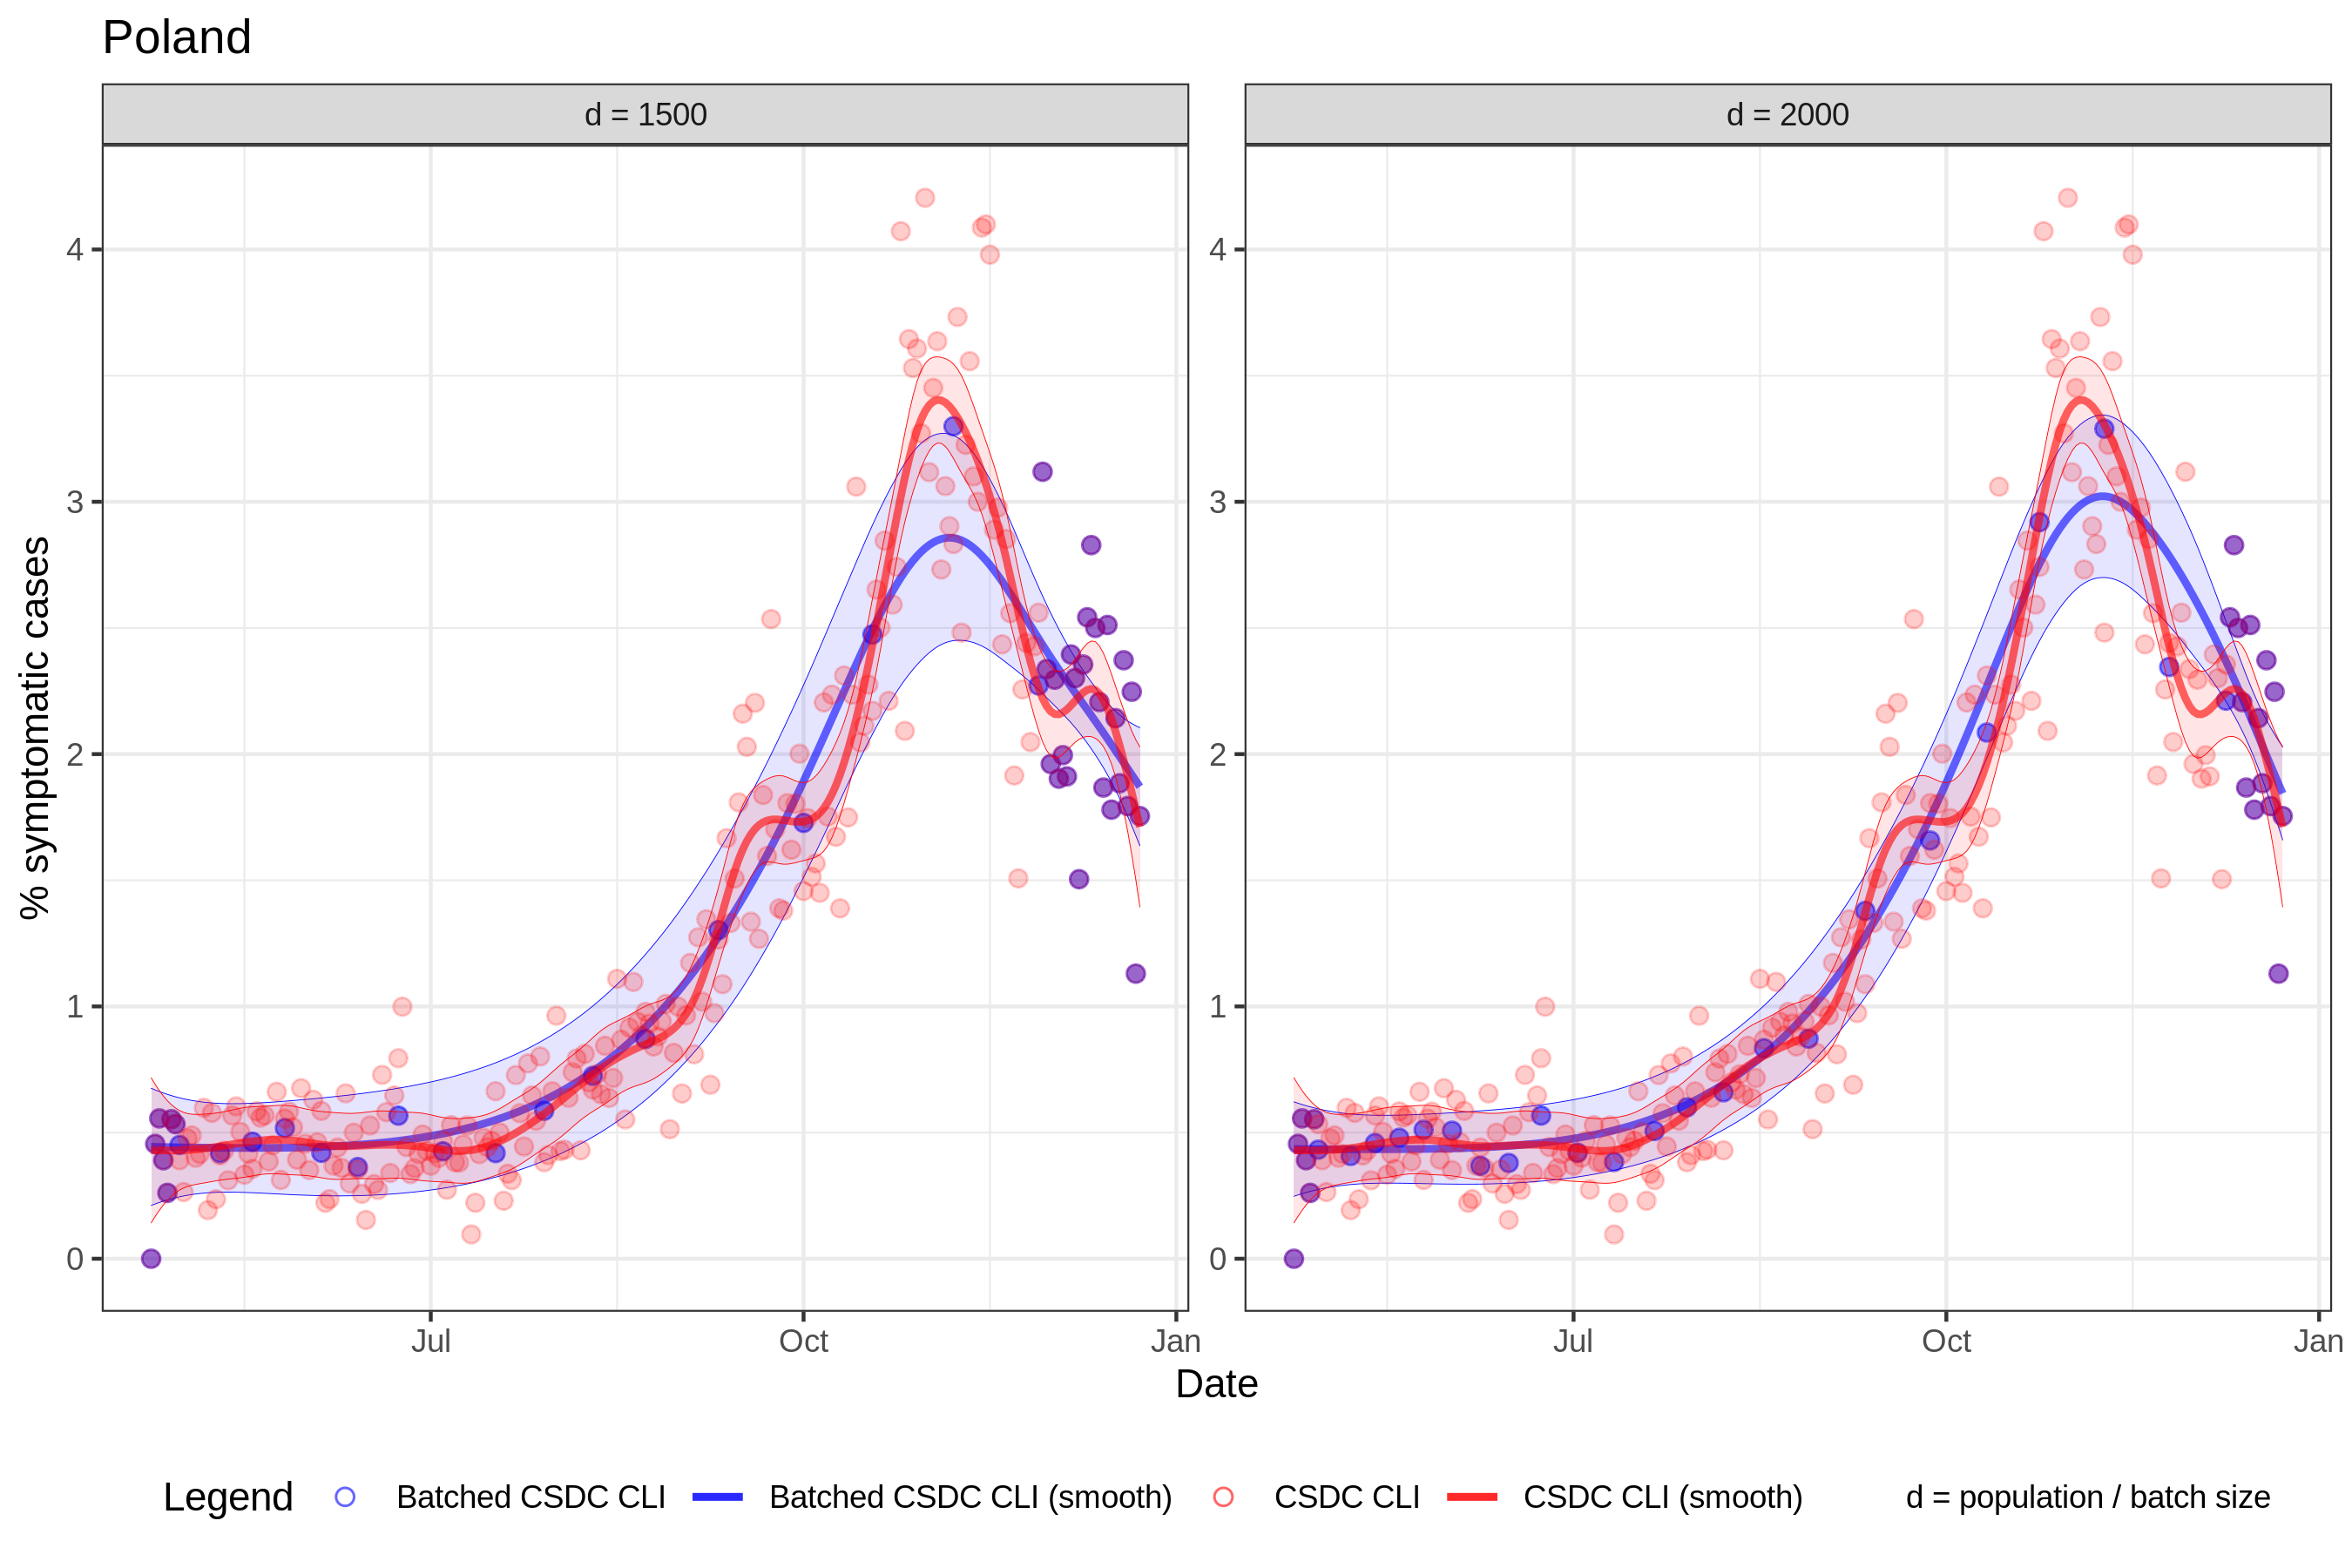 Poland
d = 1500
d = 2000
% symptomatic cases
4
3
2
1
0
4
3
2
1
0
Jul
Oct
Jan
Jul
Oct
Jan
Date
Legend
Batched CSDC CLI
Batched CSDC CLI (smooth)
CSDC CLI
CSDC CLI (smooth)
d = population / batch size